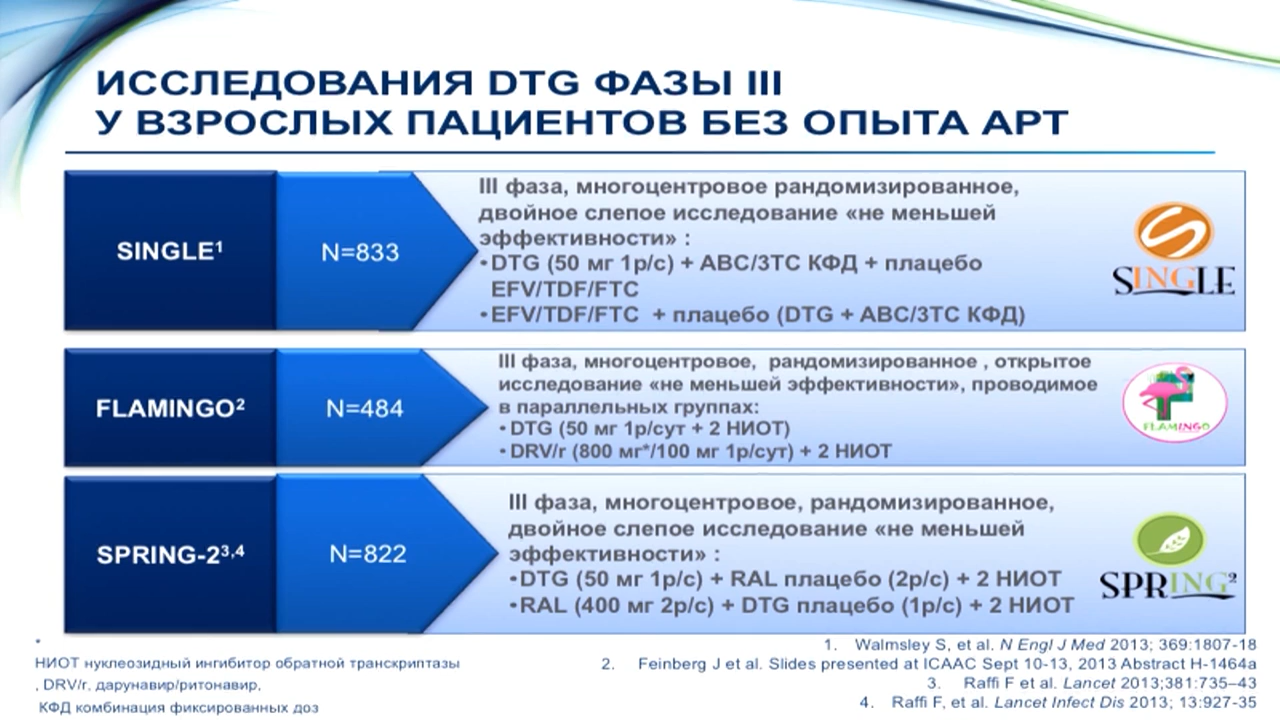 ИССЛЕДОВАНИЯ DTG ФАЗЫ III
У ВЗРОСЛЫХ ПАЦИЕНТОВ БЕЗ ОПЫТА АРТ
SINGLE¹
N=833
III фаза, многоцентровое рандомизированное,
двойное слепое исследование «не меньшей
эффективности» :
•DTG (50 мг 1р/с) + ABC/3TC КФД + плацебо
EFV/TDF/FTC
•EFV/TDF/FTC + плацебо (DTG + ABC/3TC КФД)
SINGLE
FLAMINGO²
N=484
III фаза, многоцентровое, рандомизированное , открытое
исследование «не меньшей эффективности», проводимое
в параллельных группах:
•DTG (50 мг 1р/сут + 2 НИОТ)
•DRV/r (800 мг*/100 мг 1р/сут) + 2 НИОТ
FLAMINGO
SPRING-2³,⁴
N=822
III фаза, многоцентровое, рандомизированное,
двойное слепое исследование «не меньшей
эффективности» :
•DTG (50 мг 1р/с) + RAL плацебо (2р/с) + 2 НИОТ
•RAL (400 мг 2р/с) + DTG плацебо (1р/с) + 2 НИОТ
SPRING²
*
НИОТ нуклеозидный ингибитор обратной транскриптазы
, DRV/r, дарунавир/ритонавир,
КФД комбинация фиксированных доз
1. Walmsley S, et al. N Engl J Med 2013; 369:1807-18
2. Feinberg J et al. Slides presented at ICAAC Sept 10-13, 2013 Abstract H-1464a
3. Raffi F et al. Lancet 2013;381:735–43
4. Raffi F, et al. Lancet Infect Dis 2013; 13:927-35